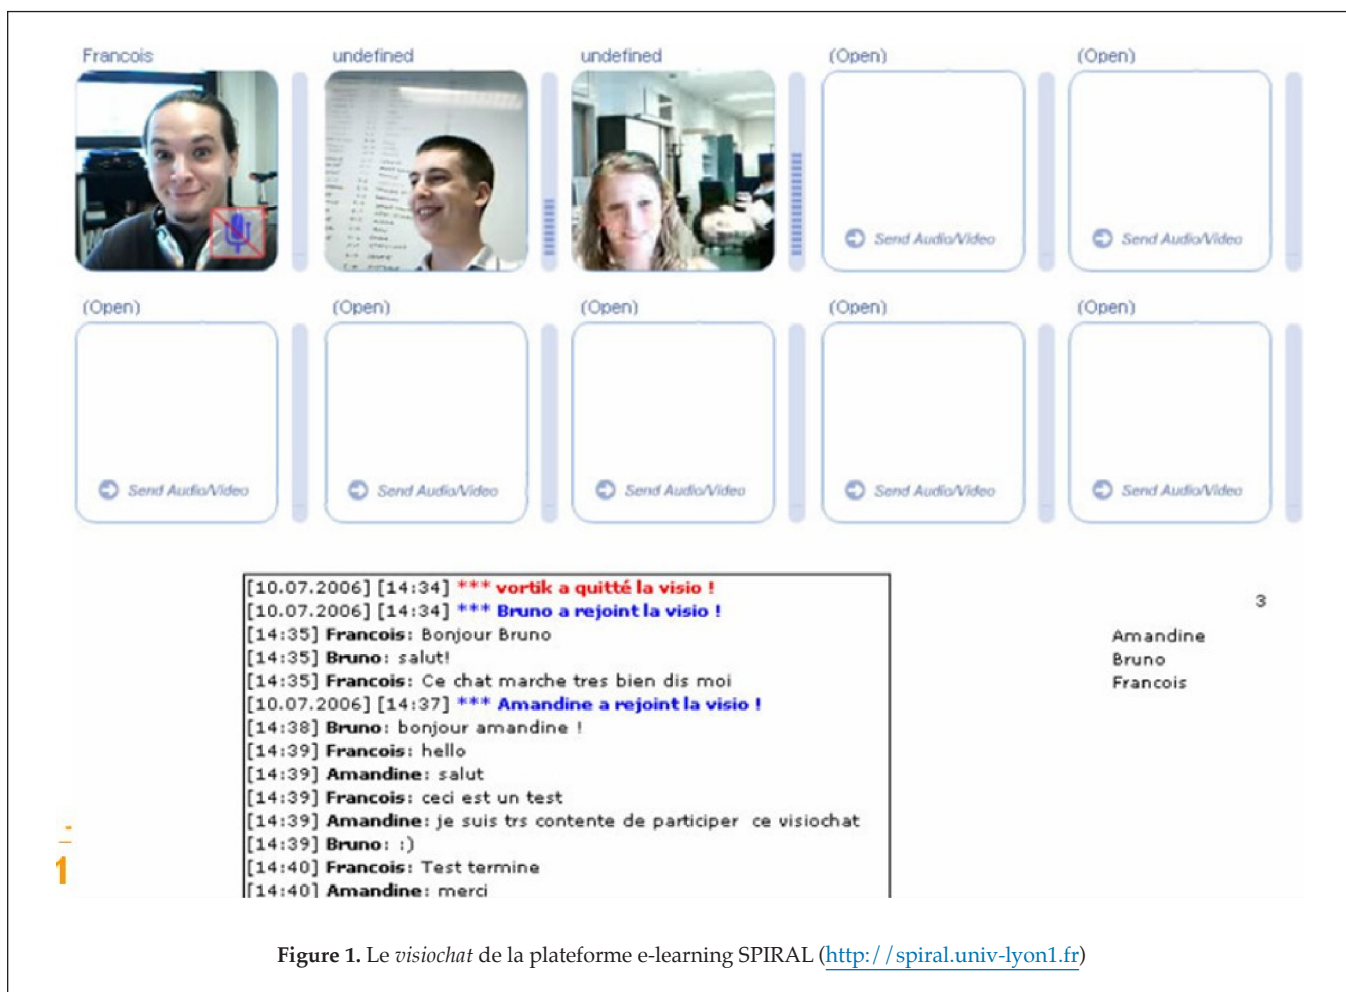 Francois
undefined
undefined
(Open)
(Open)
Send Audio/Video
Send Audio/Video
(Open)
(Open)
(Open)
(Open)
(Open)
Send Audio/Video
Send Audio/Video
Send Audio/Video
Send Audio/Video
Send Audio/Video
[10.07.2006] [14:34] *** vortik a quitté la visio !
[10.07.2006] [14:34] *** Bruno a rejoint la visio !
[14:35] Francois: Bonjour Bruno
[14:35] Bruno: salut!
[14:35] Francois: Ce chat marche tres bien dis moi
[10.07.2006] [14:37] *** Amandine a rejoint la visio !
[14:38] Bruno: bonjour amandine !
[14:39] Francois: hello
[14:39] Amandine: salut
[14:39] Francois: ceci est un test
[14:39] Amandine: je suis trs contente de participer ce visiochat
[14:39] Bruno: :)
[14:40] Francois: Test termine
[14:40] Amandine: merci
3
Amandine
Bruno
Francois
1
Figure 1. Le visiochat de la plateforme e-learning SPIRAL (http://spiral.univ-lyon1.fr)